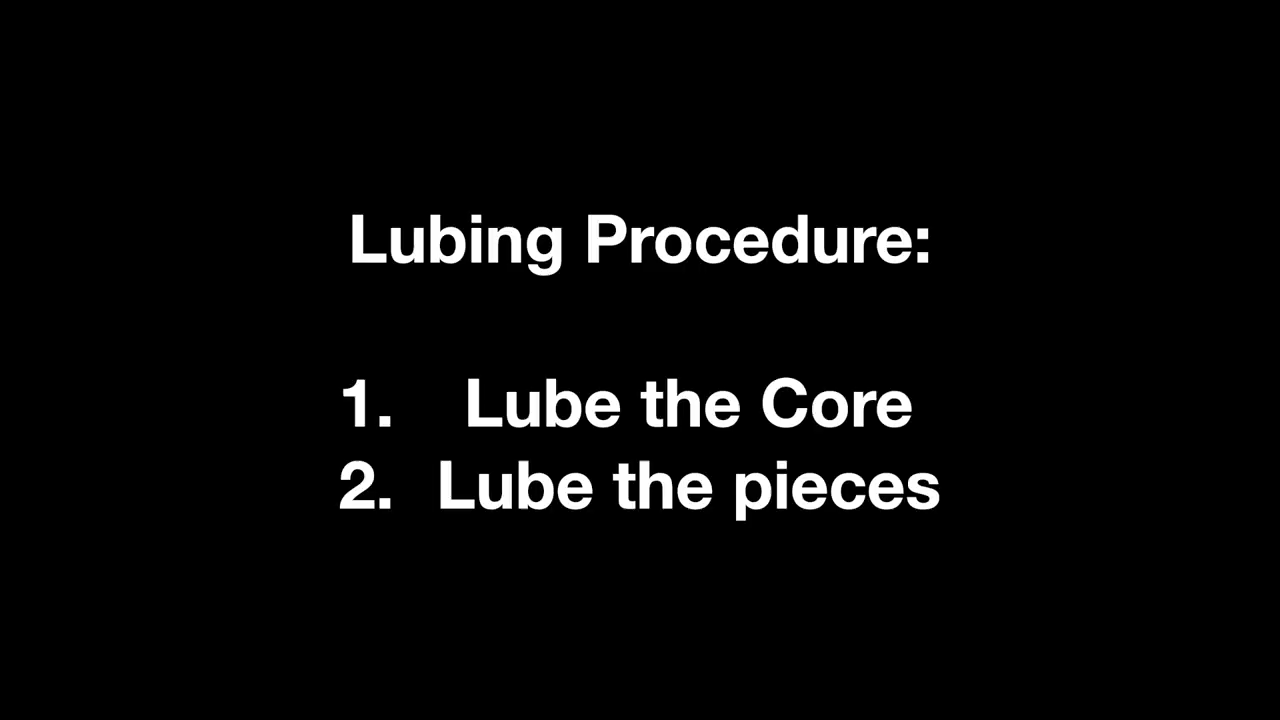 Lubing Procedure:
1. Lube the Core
2. Lube the pieces